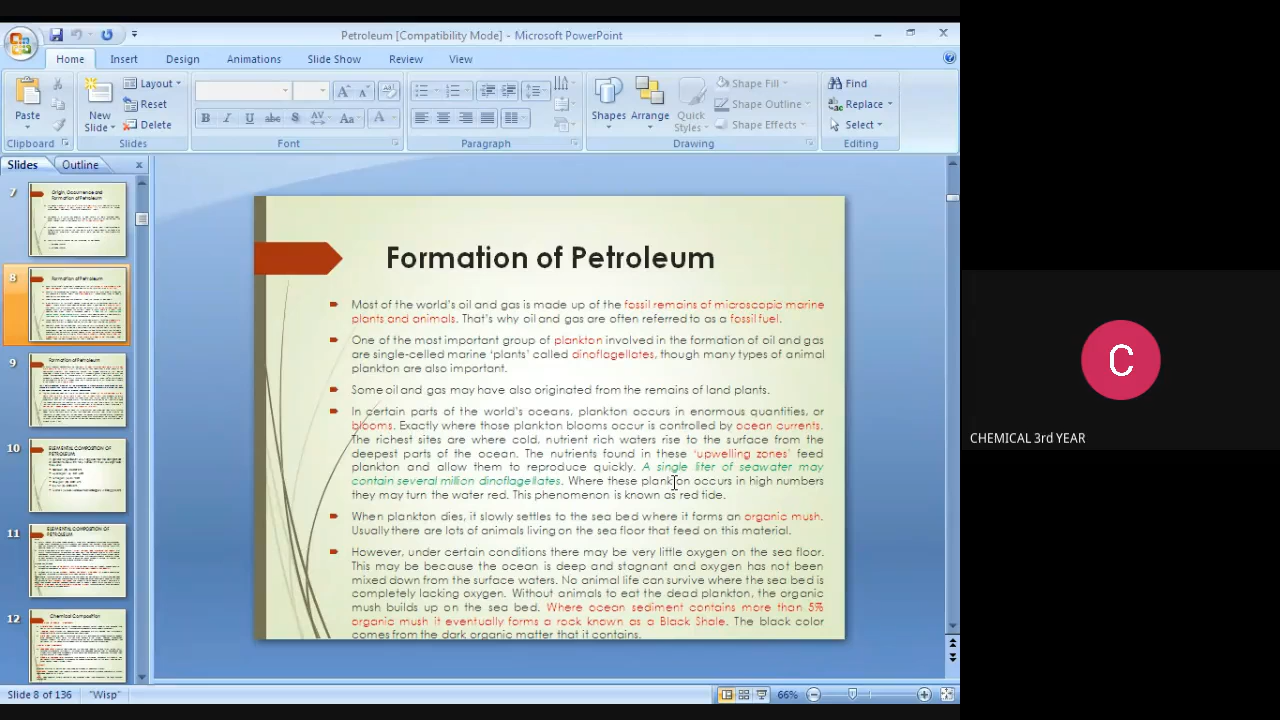 Petroleum [Compatibility Mode] - Microsoft PowerPoint
Home Insert Design Animations Slide Show Review View
Paste
Clipboard
New
Slide
Layout
Reset
Delete
Slides
B I U abe S AV Aa A
Font
Paragraph
Shapes
Arrange
Quick
Styles
Shape Fill
Shape Outline
Shape Effects
Drawing
Find
Replace
Select
Editing
Slides Outline
7
Origin, Occurrence and
Formation of Petroleum
8
Formation of Petroleum
9
Formation of Petroleum
10
ELEMENTAL COMPOSITION OF
PETROLEUM
11
ELEMENTAL COMPOSITION OF
PETROLEUM
12
Chemical Composition
Formation of Petroleum
Most of the world's oil and gas is made up of the fossil remains of microscopic marine
plants and animals. That's why oil and gas are often referred to as a fossil fuel.
One of the most important group of plankton involved in the formation of oil and gas
are single-celled marine 'plants' called dinoflagellates, though many types of animal
plankton are also important.
Some oil and gas may have originated from the remains of land plants.
In certain parts of the world's oceans, plankton occurs in enormous quantities, or
blooms. Exactly where those plankton blooms occur is controlled by ocean currents.
The richest sites are where cold, nutrient rich waters rise to the surface from the
deepest parts of the ocean. The nutrients found in these 'upwelling zones' feed
plankton and allow them to reproduce quickly. A single liter of seawater may
contain several million dinoflagellates. Where these plankton occurs in high numbers
they may turn the water red. This phenomenon is known as red tide.
When plankton dies, it slowly settles to the sea bed where it forms an organic mush.
Usually there are lots of animals living on the sea floor that feed on this material.
However, under certain conditions there may be very little oxygen on the sea floor.
This may be because the ocean is deep and stagnant and oxygen has not been
mixed down from the surface waters. No animal life can survive where the sea bed is
completely lacking oxygen. Without animals to eat the dead plankton, the organic
mush builds up on the sea bed. Where ocean sediment contains more than 5%
organic mush it eventually forms a rock known as a Black Shale. The black color
comes from the dark organic matter that it contains.
C
CHEMICAL 3rd YEAR
Slide 8 of 136 "Wisp" 66%